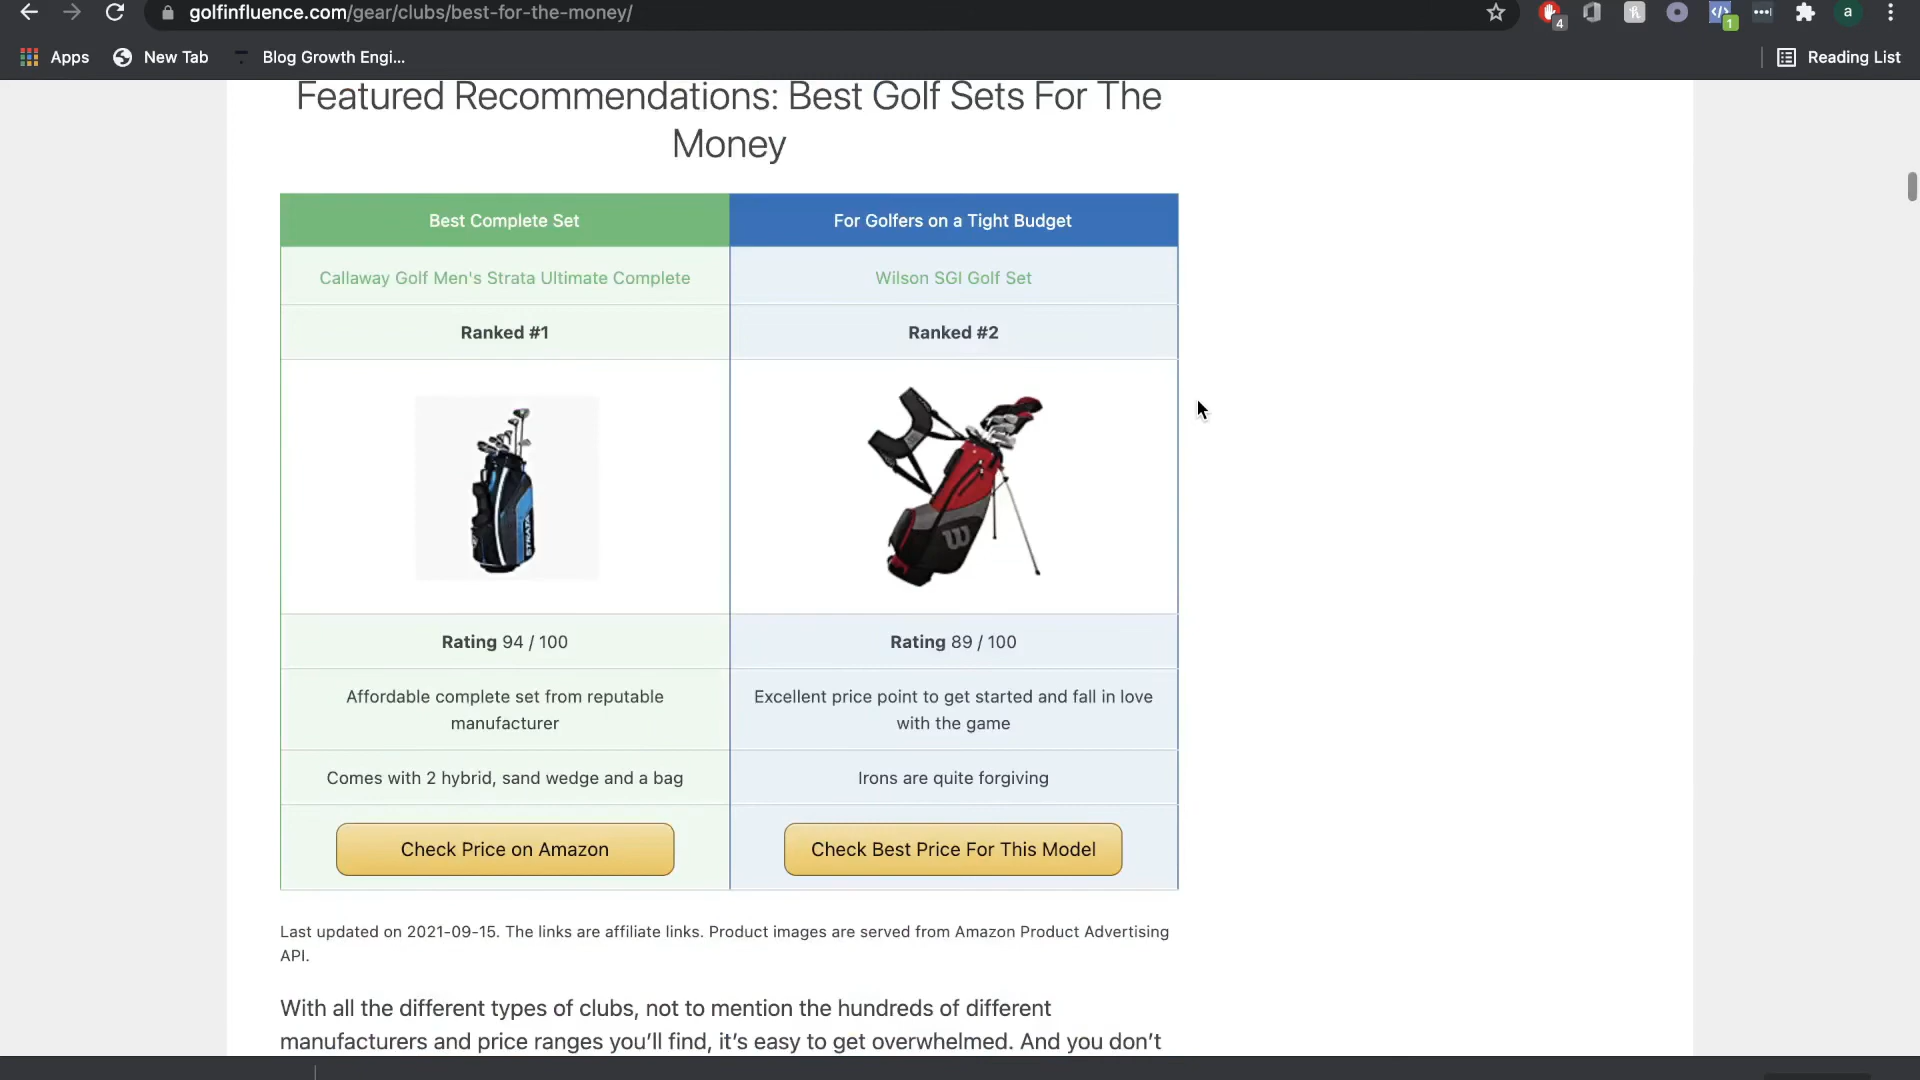 golfinfluence.com/gear/clubs/best-for-the-money/
4
1
a
Apps
New Tab
Blog Growth Engi...
Reading List
Featured Recommendations: Best Golf Sets For The
Money
Best Complete Set
For Golfers on a Tight Budget
Callaway Golf Men's Strata Ultimate Complete
Wilson SGI Golf Set
Ranked #1
Ranked #2
STRATA
W
Rating 94 / 100
Rating 89 / 100
Affordable complete set from reputable
manufacturer
Excellent price point to get started and fall in love
with the game
Comes with 2 hybrid, sand wedge and a bag
Irons are quite forgiving
Check Price on Amazon
Check Best Price For This Model
Last updated on 2021-09-15. The links are affiliate links. Product images are served from Amazon Product Advertising
API.
With all the different types of clubs, not to mention the hundreds of different
manufacturers and price ranges you’ll find, it’s easy to get overwhelmed. And you don’t